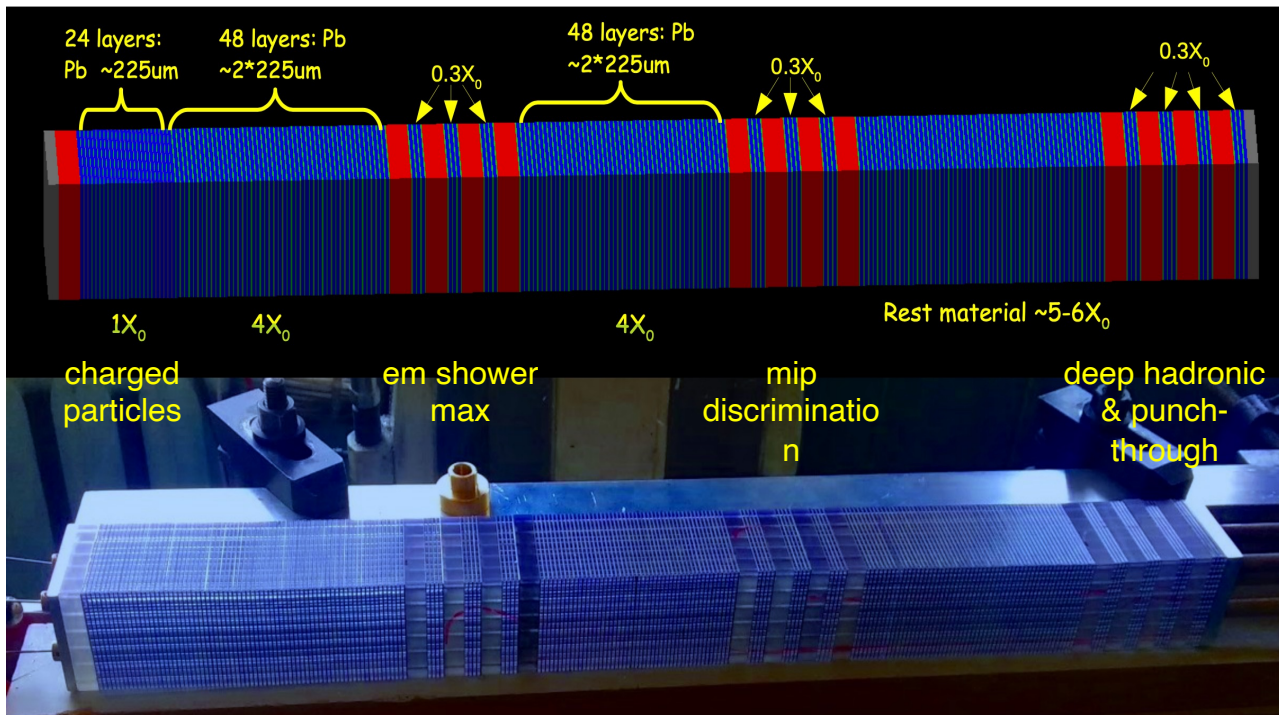 24 layers:
Pb ~225um
48 layers: Pb
~2*225um
0.3X₀
48 layers: Pb
~2*225um
0.3X₀
0.3X₀
1X₀
4X₀
4X₀
Rest material ~5-6X₀
charged
particles
em shower
max
mip
discriminatio
n
deep hadronic
& punch-
through